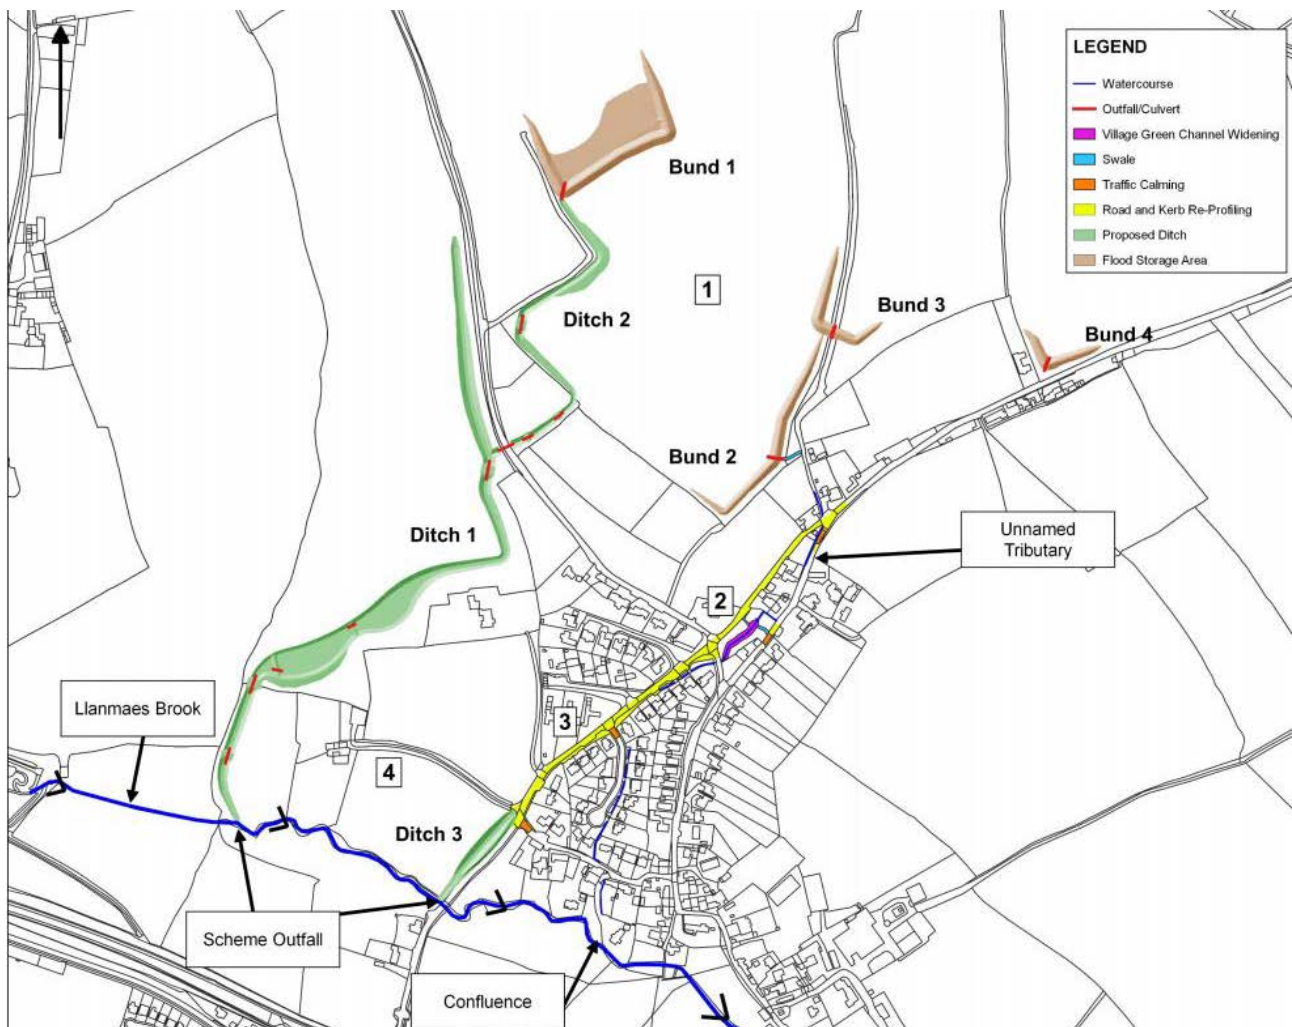 LEGEND
Watercourse
Outfall/Culvert
Village Green Channel Widening
Swale
Traffic Calming
Road and Kerb Re-Profiling
Proposed Ditch
Flood Storage Area
Bund 1
1
Bund 3
Ditch 2
Bund 4
Bund 2
Ditch 1
Unnamed
Tributary
2
Llanmaes Brook
3
4
Ditch 3
Scheme Outfall
Confluence